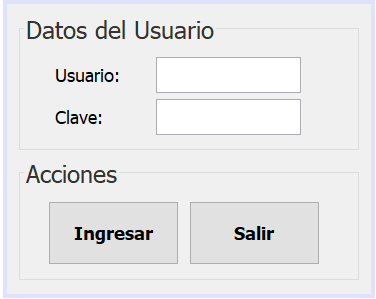 Datos del Usuario
Usuario:
Clave:
Acciones
Ingresar Salir